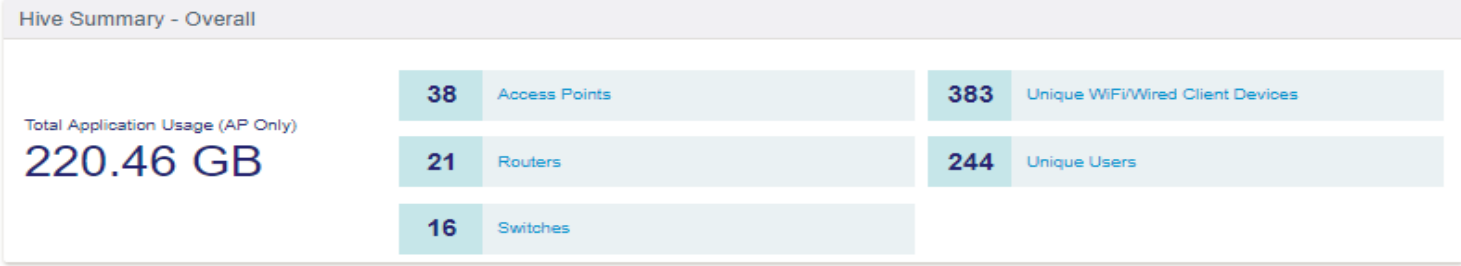 Hive Summary - Overall
Total Application Usage (AP Only)
220.46 GB
38 Access Points
21 Routers
16 Switches
383 Unique WiFi/Wired Client Devices
244 Unique Users